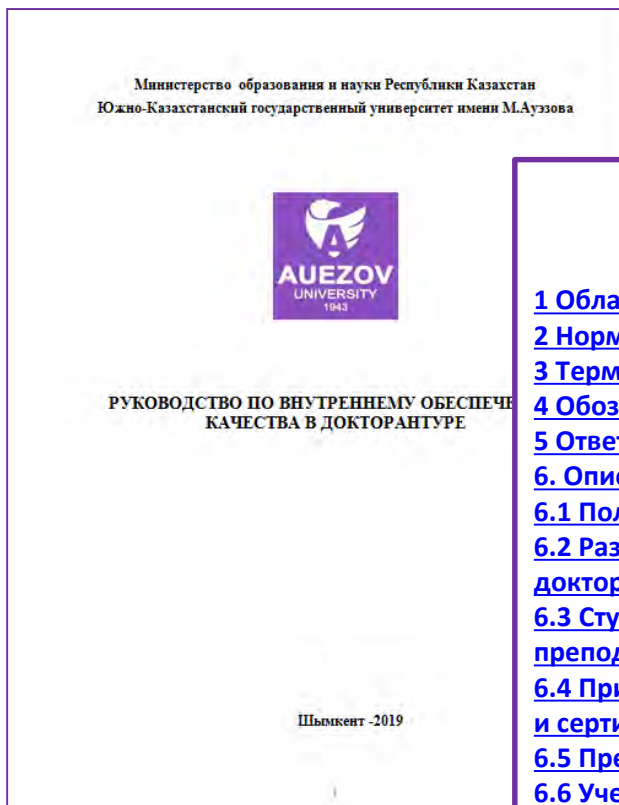 Министерство образования и науки Республики Казахстан
Южно-Казахстанский государственный университет имени М.Ауэзова
AUEZOV
UNIVERSITY
1943
РУКОВОДСТВО ПО ВНУТРЕННЕМУ ОБЕСПЕЧЕ
КАЧЕСТВА В ДОКТОРАНТУРЕ
Шымкент -2019
1 Обла
2 Норм
3 Терм
4 Обоз
5 Отве
6. Опи
6.1 Пол
6.2 Раз
доктор
6.3 Сту
препод
6.4 При
и серти
6.5 Пре
6.6 Уче